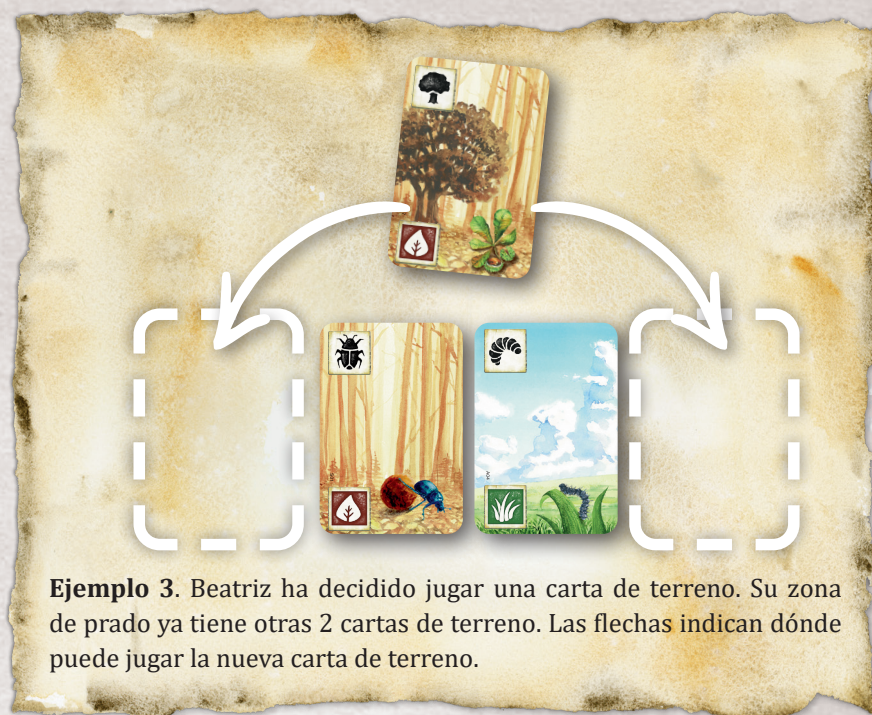 Ejemplo 3. Beatriz ha decidido jugar una carta de terreno. Su zona
de prado ya tiene otras 2 cartas de terreno. Las flechas indican dónde
puede jugar la nueva carta de terreno.